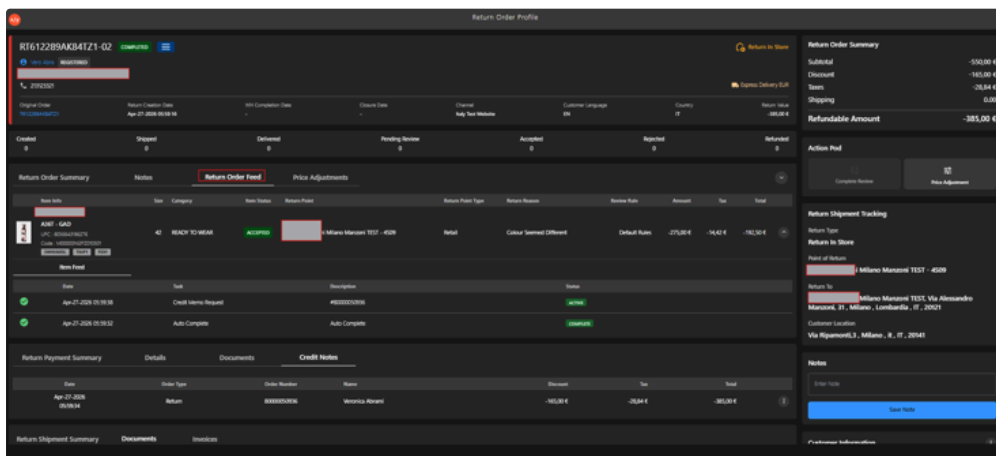 Return Order Profile
RT612289AK84TZ1-02 COMPLETED
Return In Store
REGISTERED
Express Delivery EUR
Original Order
Return Creation Date
Closure Date
Channel
Customer Language
Country
Return Value
Apr-27-2026 05:59:19
-
-
Italy Test Website
EN
IT
-385,00 €
Created
Shipped
Delivered
Pending Review
Accepted
Rejected
Refunded
0
0
0
0
0
0
0
Return Order Summary
Notes
Return Order Feed
Price Adjustments
Item Info
Size
Category
Item Status
Return Point
Return Point Type
Return Reason
Review Rule
Amount
Tax
Total
A367 - GAD
42
READY TO WEAR
ACCEPTED
i Milano Manzoni TEST - 4509
Retail
Colour Seemed Different
Default Rules
-275,00 €
-14,42 €
-192,50 €
Item Feed
Date
Task
Description
Status
Apr-27-2026 05:59:38
Credit Memo Request
#80000050936
ACTIVE
Apr-27-2026 05:59:32
Auto Complete
Auto Complete
COMPLETE
Return Payment Summary
Details
Documents
Credit Notes
Date
Order Type
Order Number
Name
Discount
Tax
Total
Apr-27-2026
05:59:34
Return
80000050936
Veronica Abrami
-165,00 €
-28,84 €
-385,00 €
Return Shipment Summary
Documents
Invoices
Return Order Summary
Subtotal -550,00 €
Discount -165,00 €
Taxes -28,84 €
Shipping 0.00
Refundable Amount -385,00 €
Action Pod
Complete Review
Price Adjustment
Return Shipment Tracking
Return Type
Return In Store
Point of Return
i Milano Manzoni TEST - 4509
Return To
Milano Manzoni TEST, Via Alessandro
Manzoni, 31 , Milano , Lombardia , IT , 20121
Customer Location
Via Ripamonti,3 , Milano , it , IT , 20141
Notes
Enter Note
Save Note
Customer Information